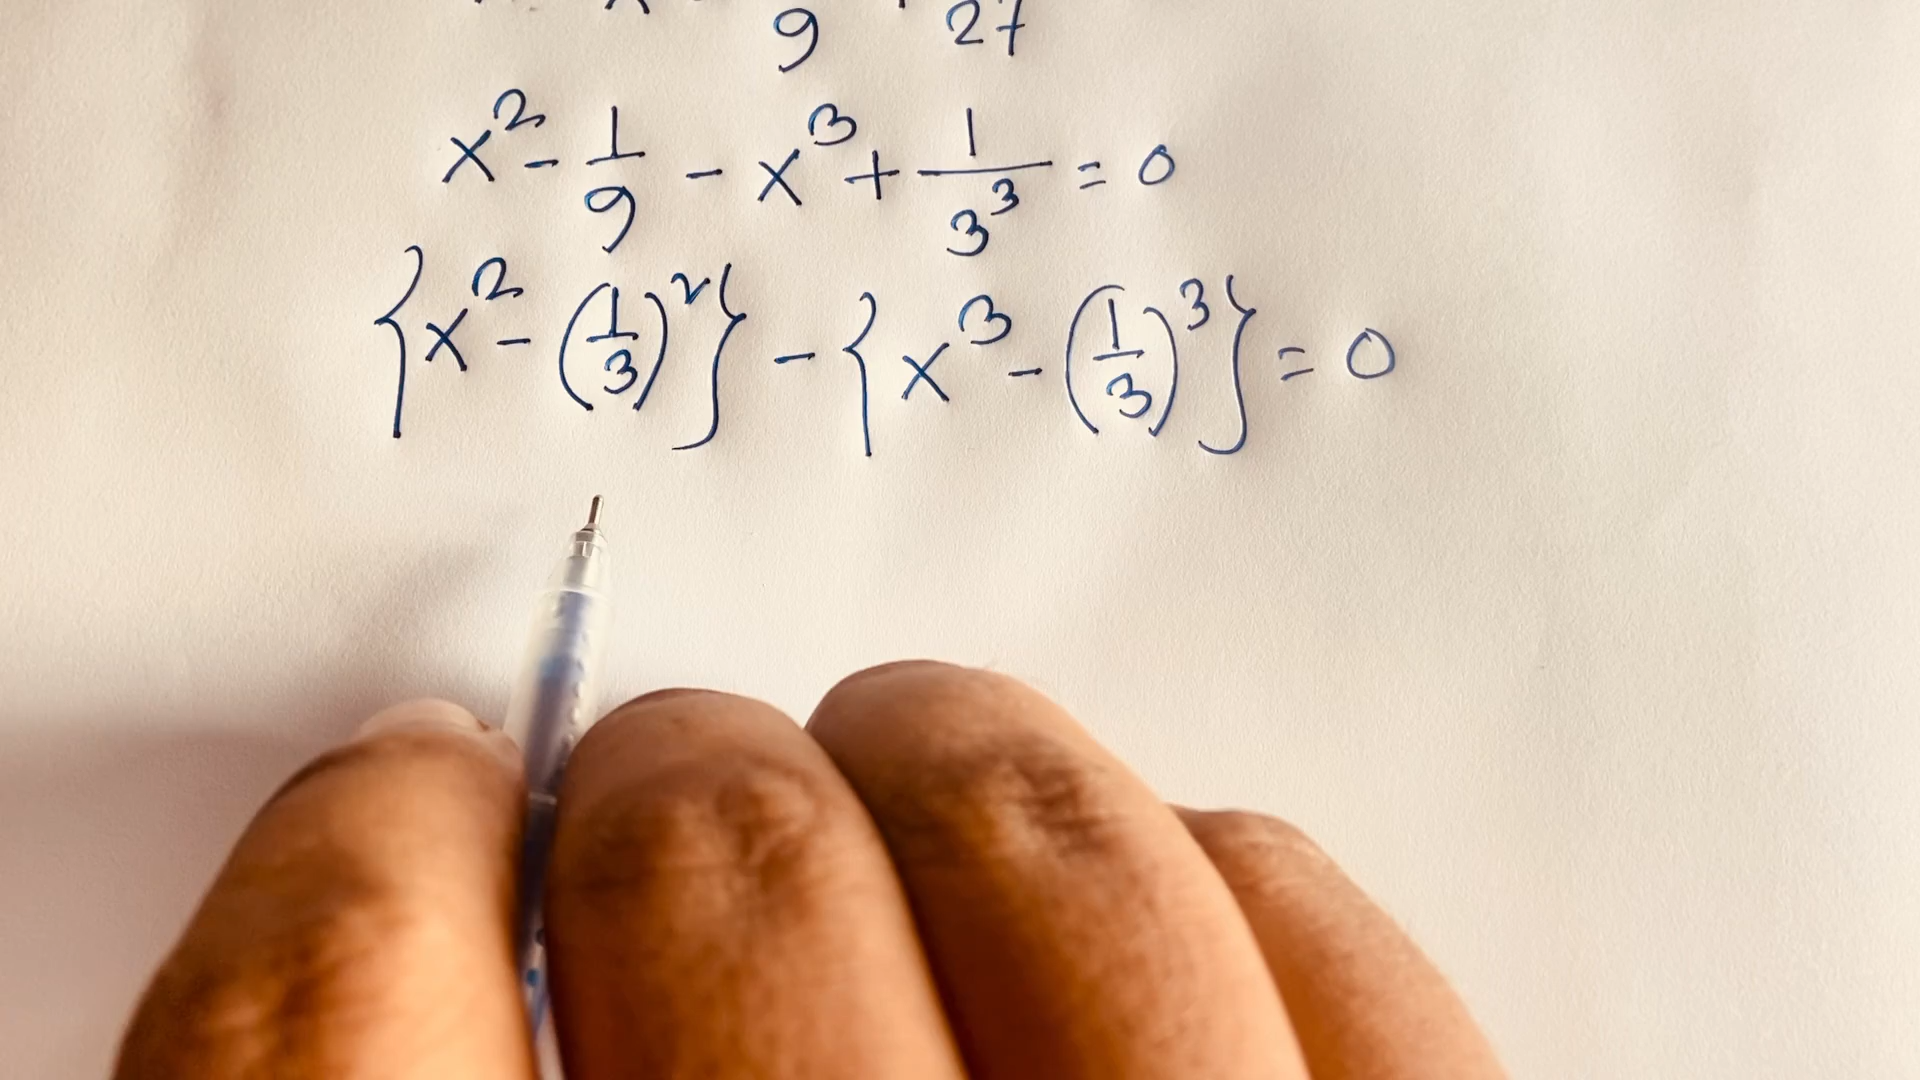 9 27
x² - 1/9 - x³ + 1/3³ = 0
{x² - (1/3)²} - {x³ - (1/3)³} = 0